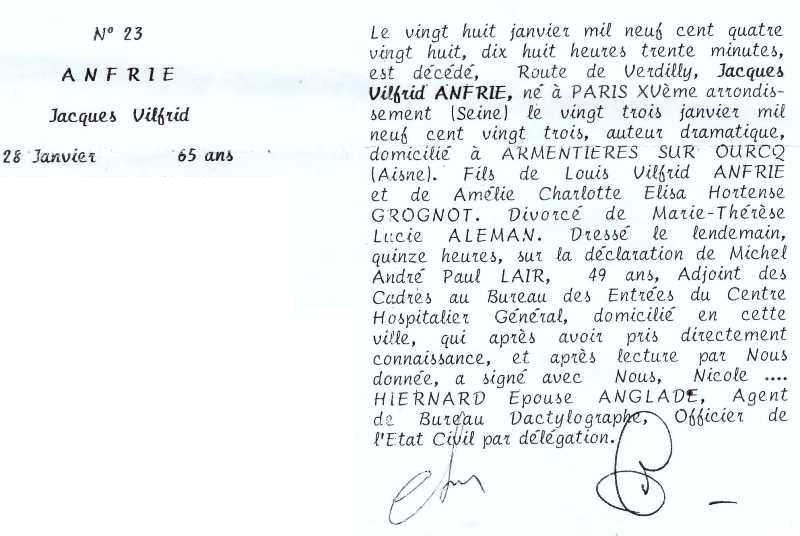 N° 23
ANFRIE
Jacques Vilfrid
28 Janvier 65 ans
Le vingt huit janvier mil neuf cent quatre
vingt huit, dix huit heures trente minutes,
est décédé, Route de Verdilly, Jacques
Vilfrid ANFRIE, né à PARIS XVème arrondis-
sement (Seine) le vingt trois janvier mil
neuf cent vingt trois, auteur dramatique,
domicilié à ARMENTIERES SUR OURCQ
(Aisne). Fils de Louis Vilfrid ANFRIE
et de Amélie Charlotte Elisa Hortense
GROGNOT. Divorcé de Marie-Thérèse
Lucie ALEMAN. Dressé le lendemain,
quinze heures, sur la déclaration de Michel
André Paul LAIR, 49 ans, Adjoint des
Cadres au Bureau des Entrées du Centre
Hospitalier Général, domicilié en cette
ville, qui après avoir pris directement
connaissance, et après lecture par Nous
donnée, a signé avec Nous, Nicole ....
HIERNARD Epouse ANGLADE, Agent
de Bureau Dactylographe, Officier de
l'Etat Civil par délégation.